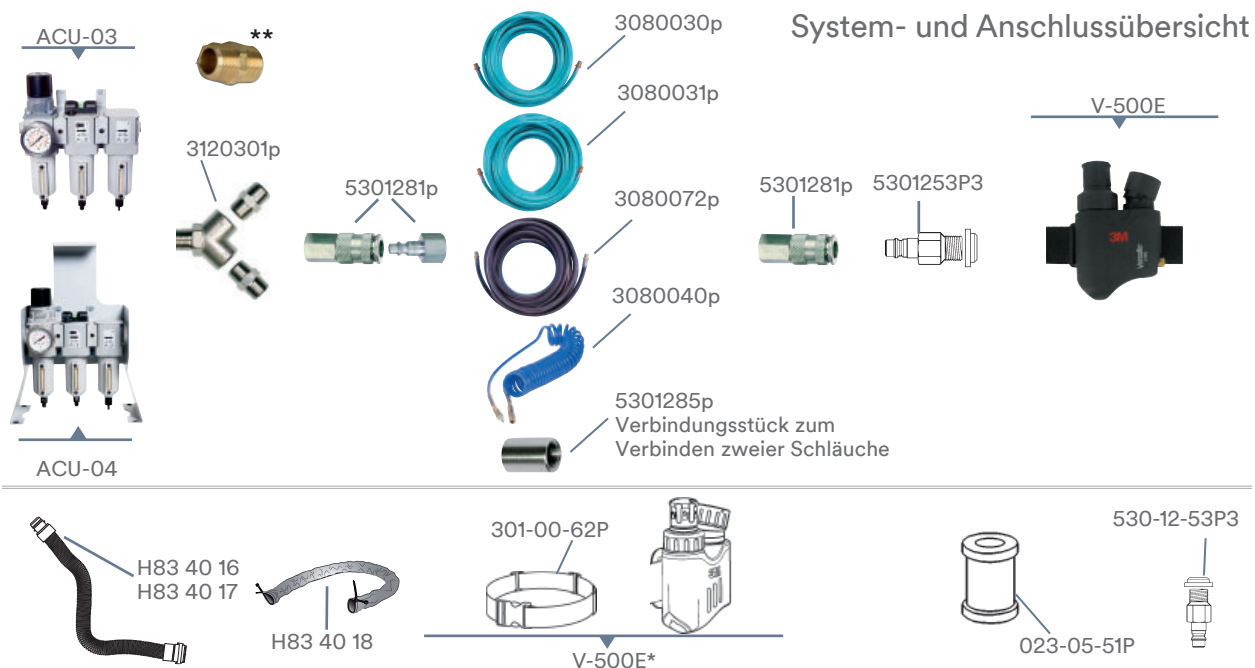 System- und Anschlussübersicht
ACU-03
**
3080030p
3080031p
V-500E
3120301p
5301281p
3080072p
5301281p
5301253P3
3M
3080040p
5301285p
Verbindungsstück zum
Verbinden zweier Schläuche
ACU-04
H83 40 16
H83 40 17
H83 40 18
301-00-62P
3M
V-500E*
023-05-51P
530-12-53P3